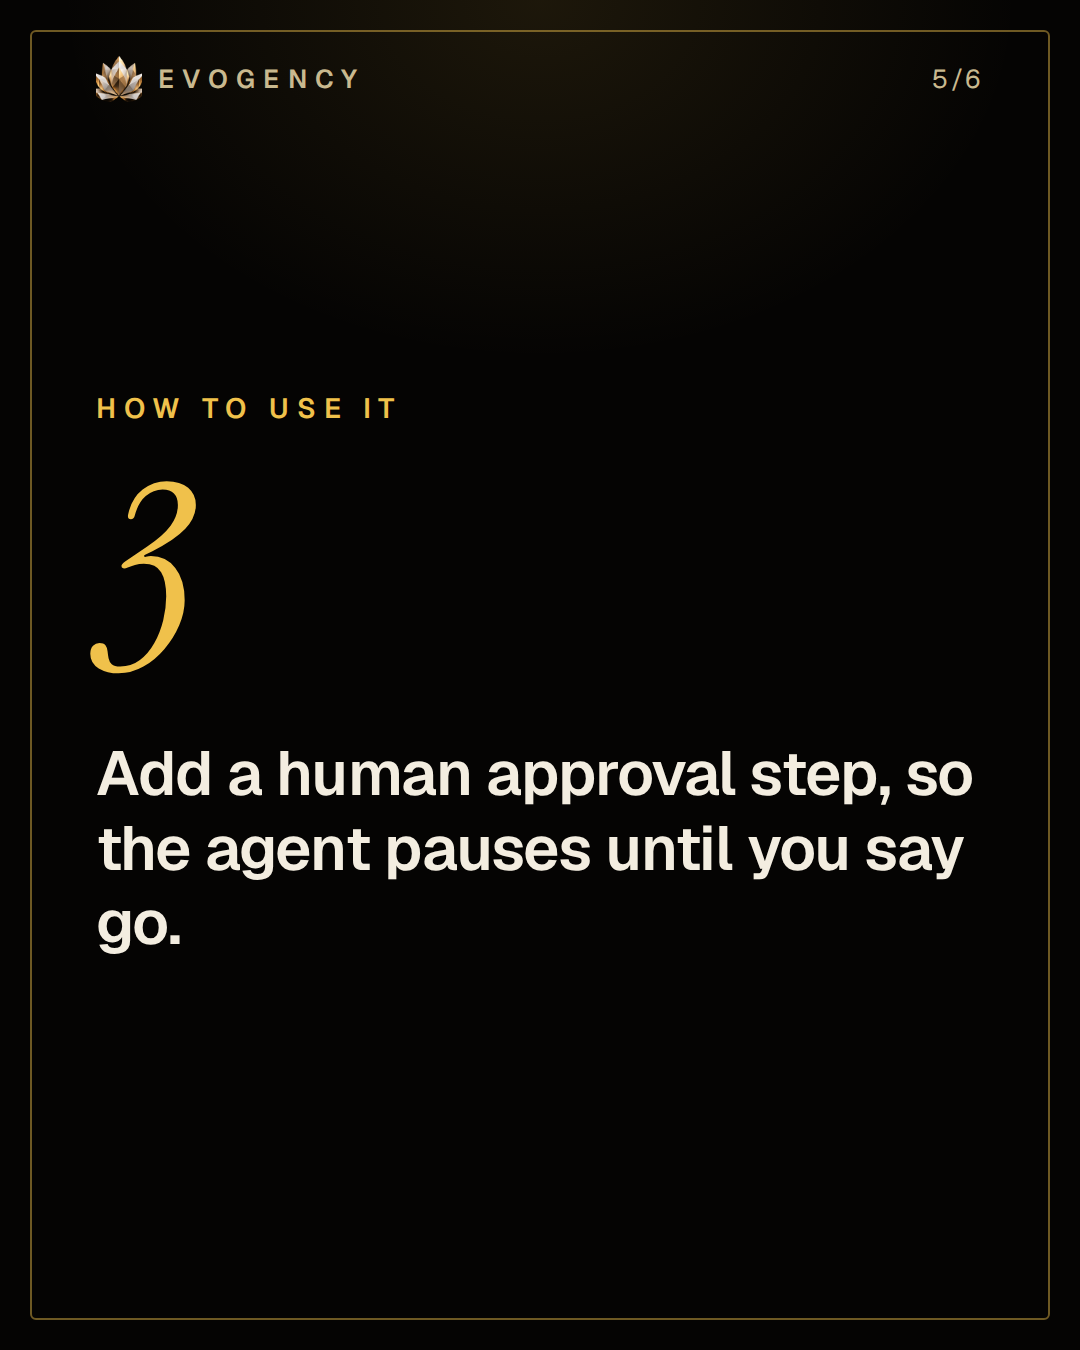 EVOGENCY
5/6
HOW TO USE IT
3
Add a human approval step, so
the agent pauses until you say
go.